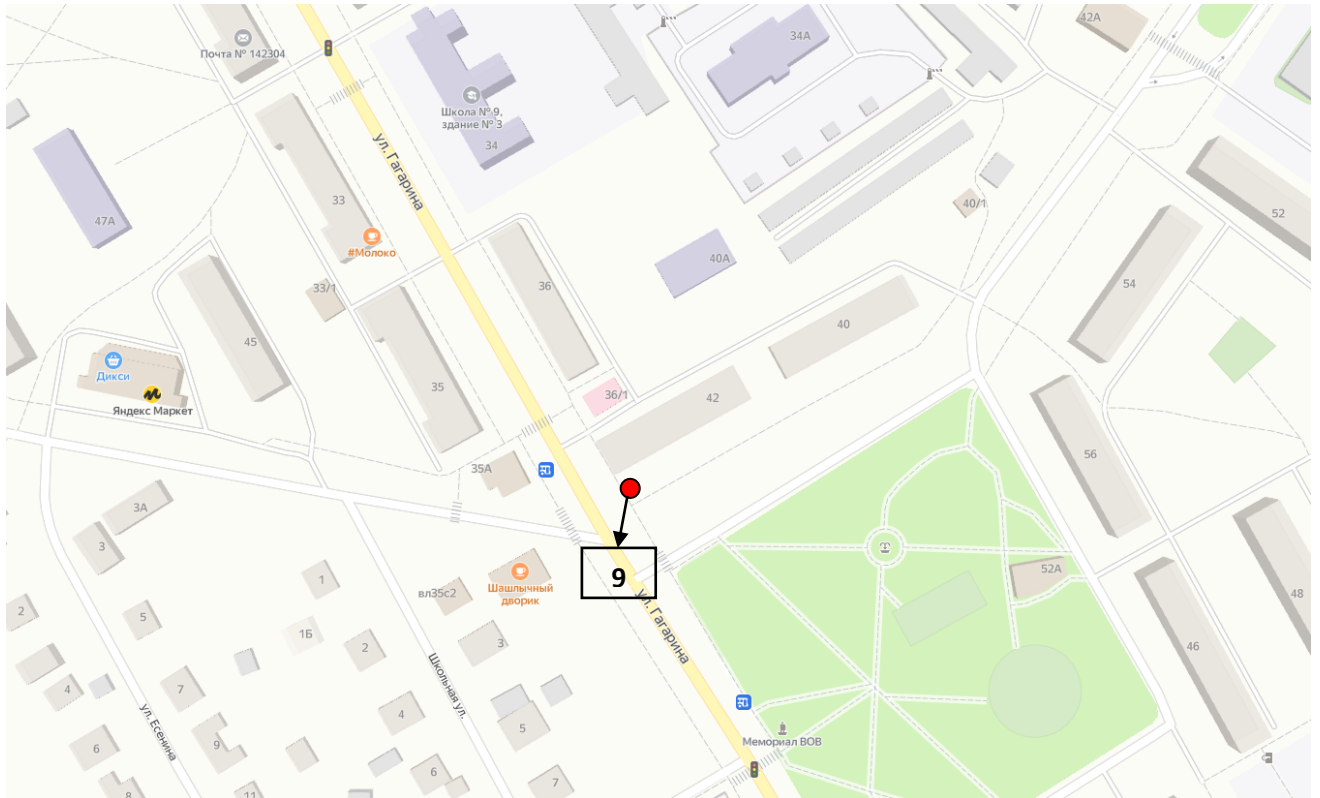 42А
34А
Почта № 142304
Школа № 9,
здание № 3
34
ул. Гагарина
33
47А
#Молоко
33/1
36
40А
40/1
52
54
45
35
40
Дикси
Яндекс Маркет
36/1
42
35А
56
3А
3
9
1
вл35с2
Шашлычный
дворик
52А
48
2
5
1Б
2
3
ул. Гагарина
46
4
7
Школьная ул.
4
5
ул. Есенина
6
9
Мемориал ВОВ
6
7
8
11